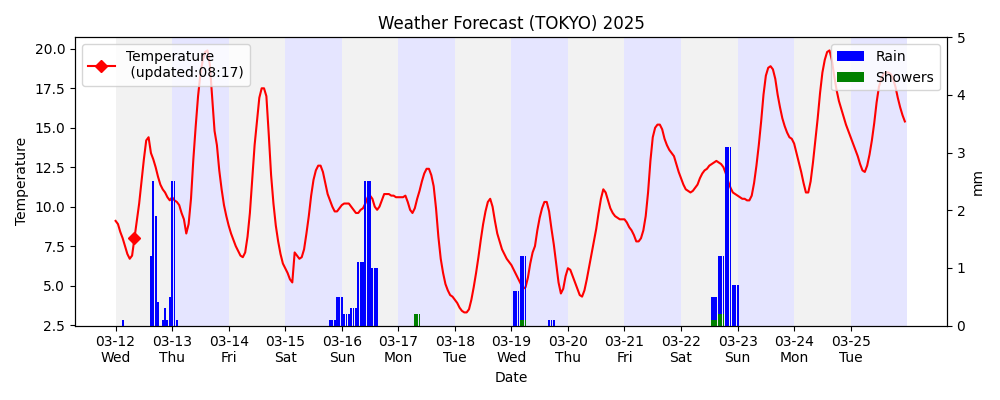 Weather Forecast (TOKYO) 2025
Temperature
(updated:08:17)
Rain
Showers
Temperature
20.0
17.5
15.0
12.5
10.0
7.5
5.0
2.5
5
4
3
2
1
0
mm
03-12 03-13 03-14 03-15 03-16 03-17 03-18 03-19 03-20 03-21 03-22 03-23 03-24 03-25
Wed Thu Fri Sat Sun Mon Tue Wed Thu Fri Sat Sun Mon Tue
Date